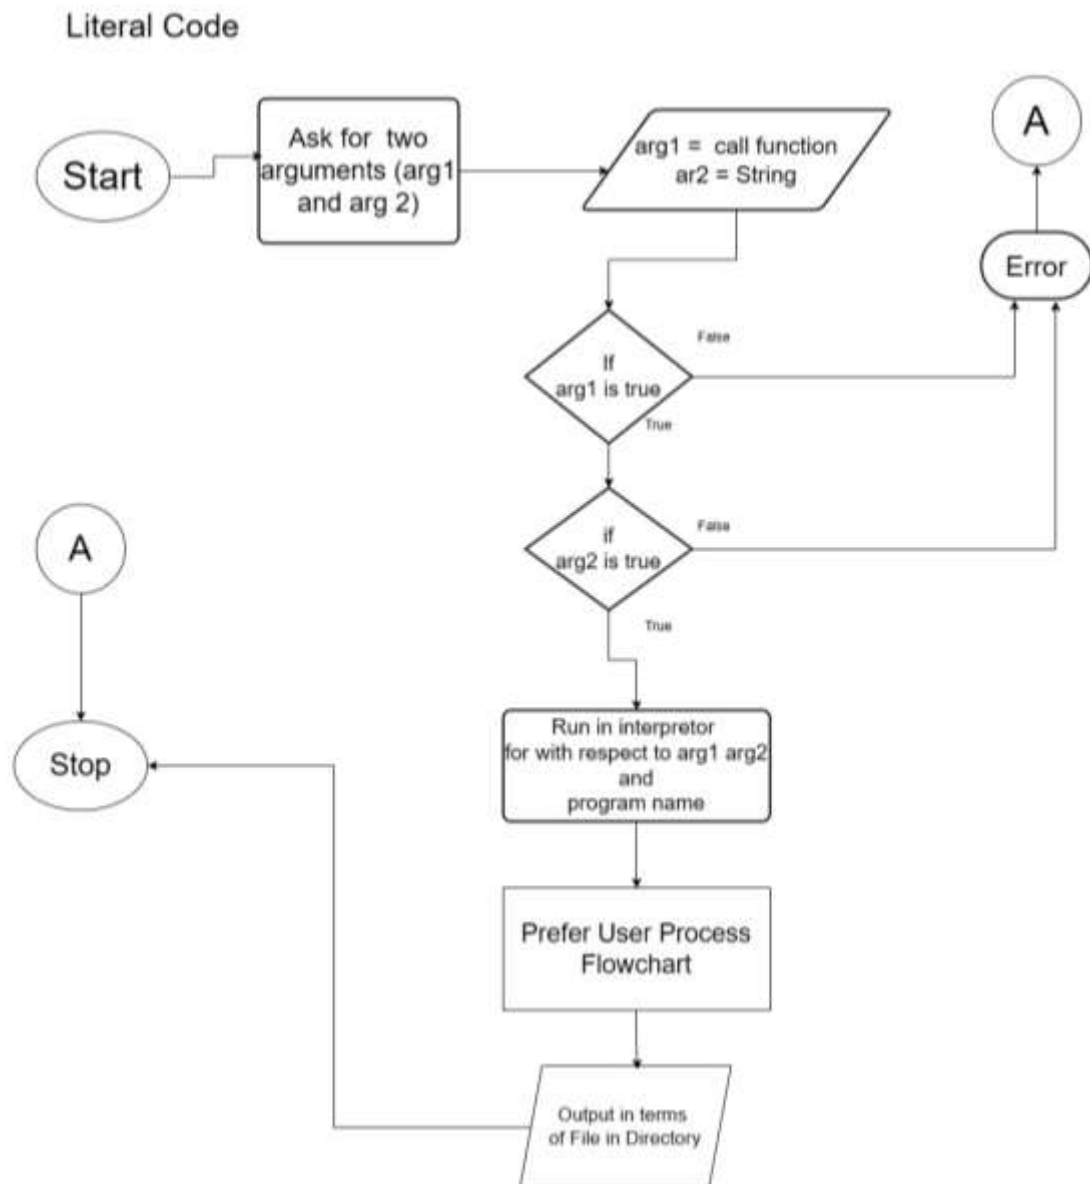 Literal Code
Start
Ask for two
arguments (arg1
and arg 2)
arg1 = call function
ar2 = String
A
Error
If
arg1 is true
False
True
if
arg2 is true
False
True
A
Stop
Run in interpretor
for with respect to arg1 arg2
and
program name
Prefer User Process
Flowchart
Output in terms
of File in Directory